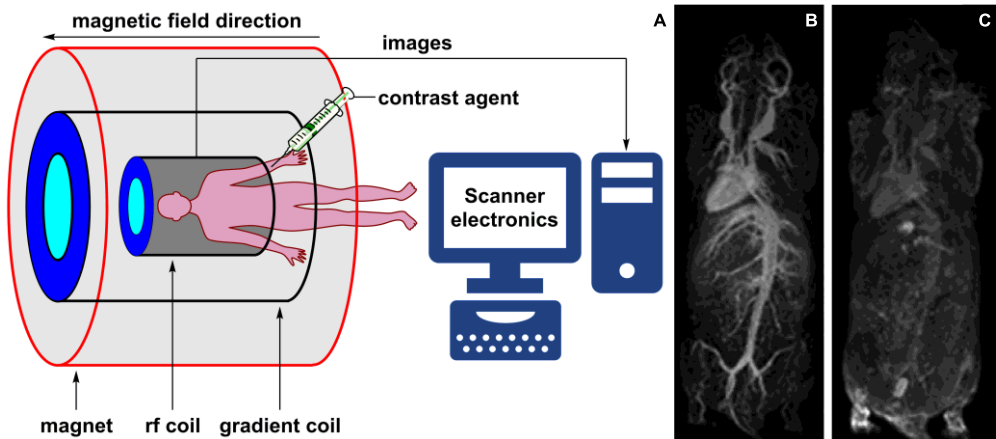 magnetic field direction
images
contrast agent
Scanner
electronics
magnet
rf coil
gradient coil
A
B
C